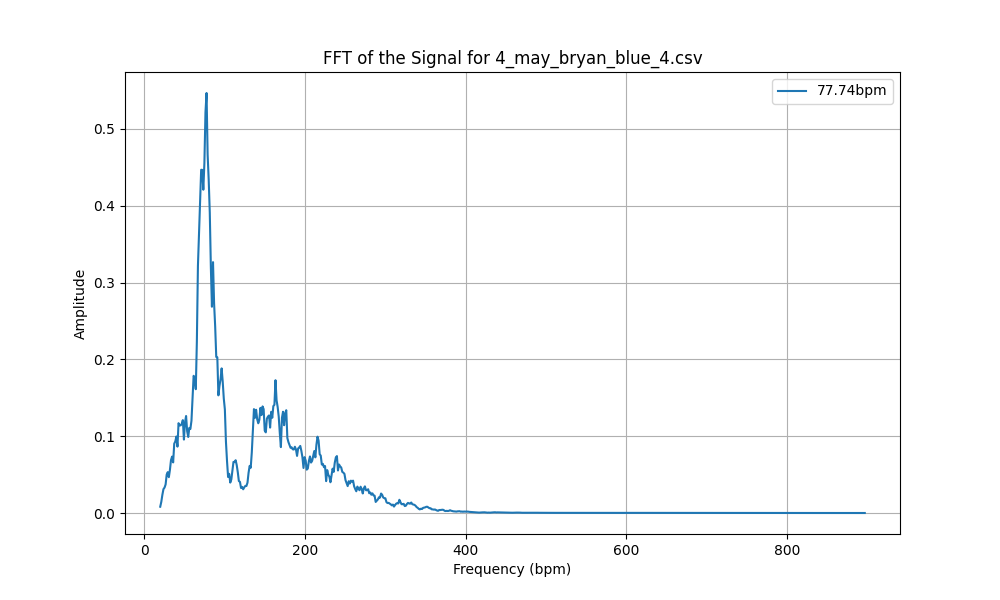 FFT of the Signal for 4_may_bryan_blue_4.csv
77.74bpm
Amplitude
0.5
0.4
0.3
0.2
0.1
0.0
0 200 400 600 800
Frequency (bpm)